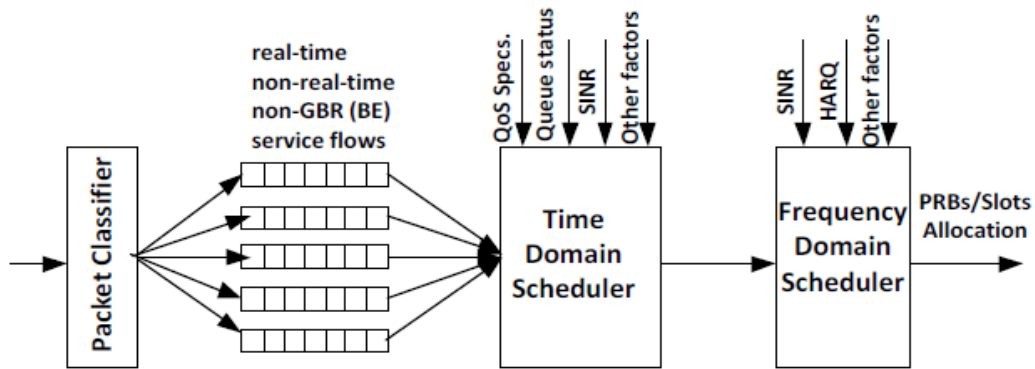 real-time
non-real-time
non-GBR (BE)
service flows
Packet Classifier
QoS Specs.
Queue status
SINR
Other factors
Time
Domain
Scheduler
SINR
HARQ
Other factors
Frequency
Domain
Scheduler
PRBs/Slots
Allocation